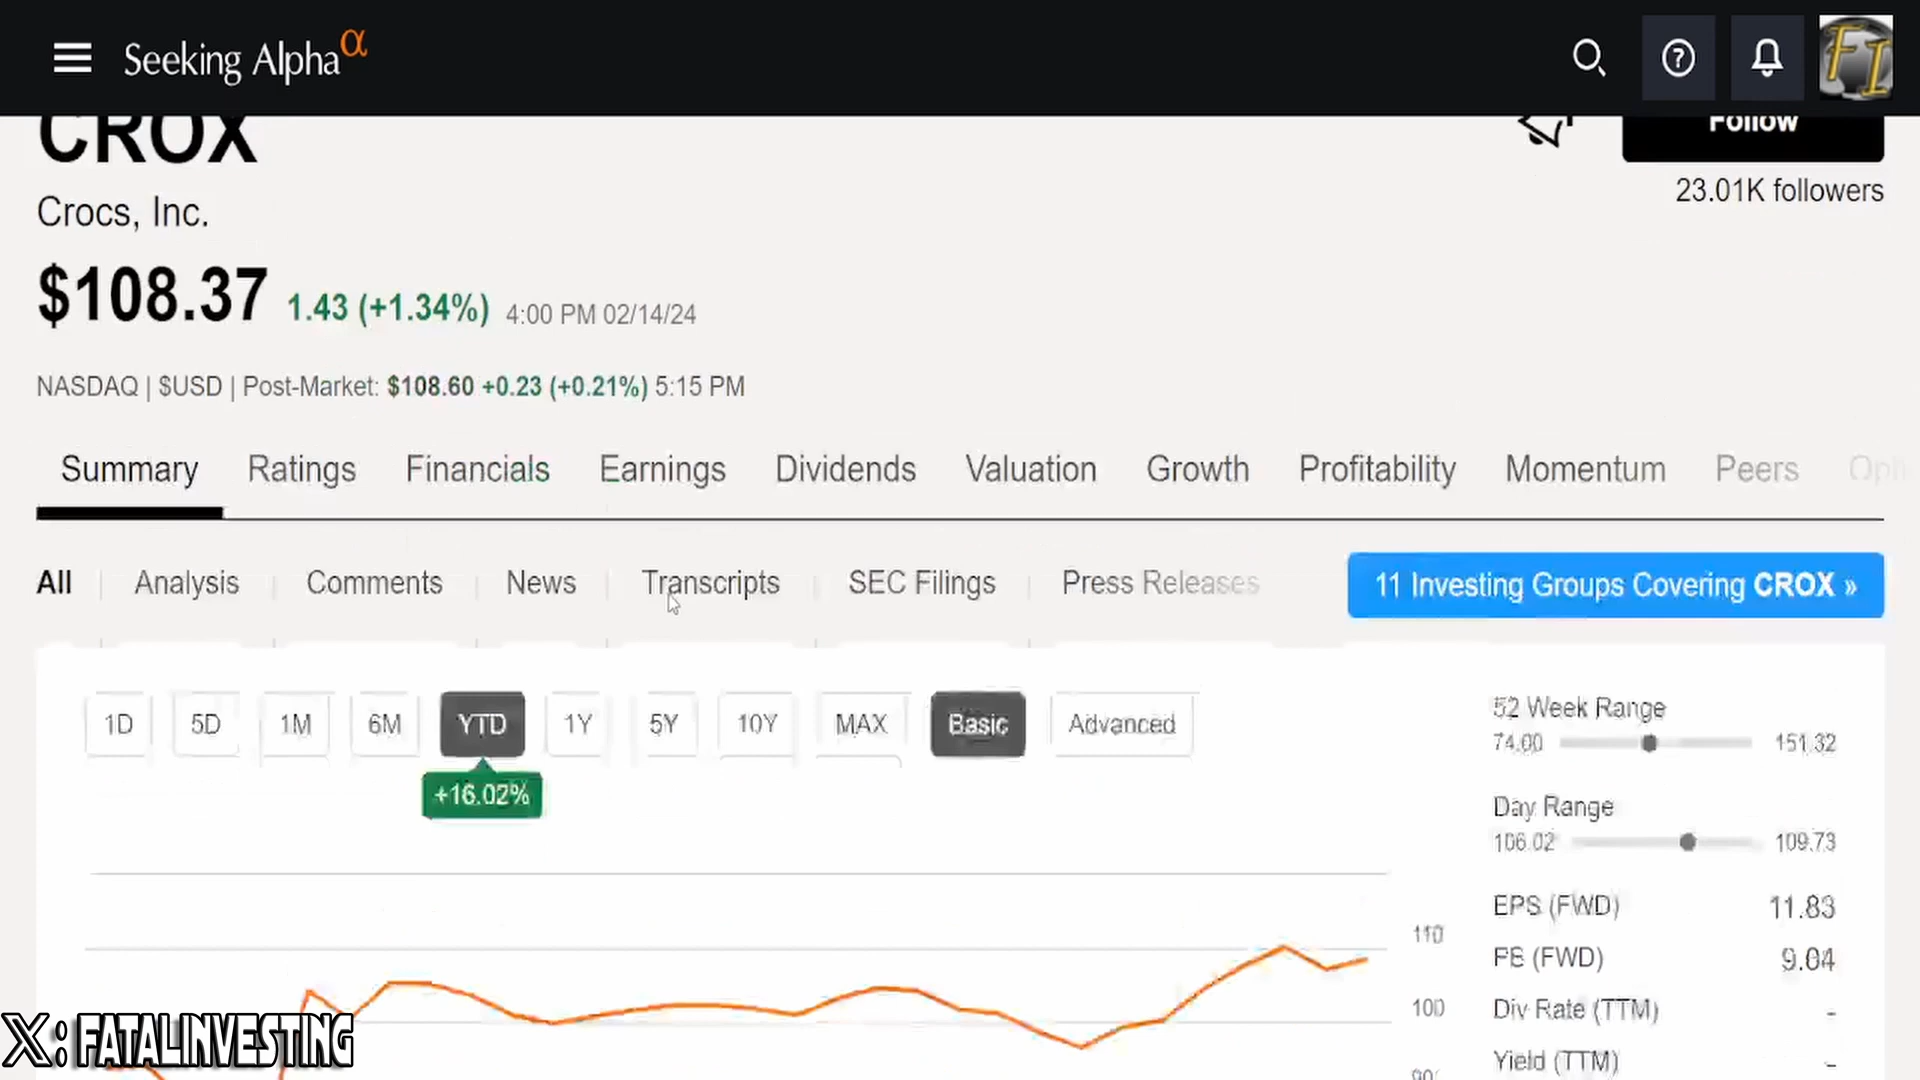 Seeking Alpha α
FI
CROX
Follow
23.01K followers
Crocs, Inc.
$108.37 1.43 (+1.34%) 4:00 PM 02/14/24
NASDAQ | $USD | Post-Market: $108.60 +0.23 (+0.21%) 5:15 PM
Summary Ratings Financials Earnings Dividends Valuation Growth Profitability Momentum Peers
All Analysis Comments News Transcripts SEC Filings Press Releases 11 Investing Groups Covering CROX »
1D 5D 1M 6M YTD 1Y 5Y 10Y MAX Basic Advanced
+16.02%
52 Week Range
74.00 151.32
Day Range
106.02 109.73
EPS (FWD) 11.83
110
PE (FWD) 9.04
100
Div Rate (TTM) -
Yield (TTM) -
90
X: FATALINVESTING